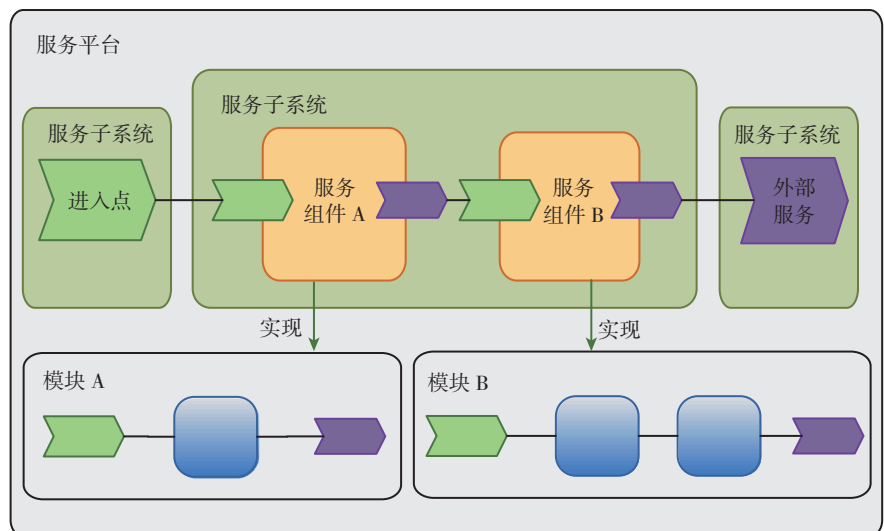 服务平台
服务子系统
服务子系统
服务子系统
进入点
服务
组件 A
服务
组件 B
外部
服务
实现
实现
模块 A
模块 B